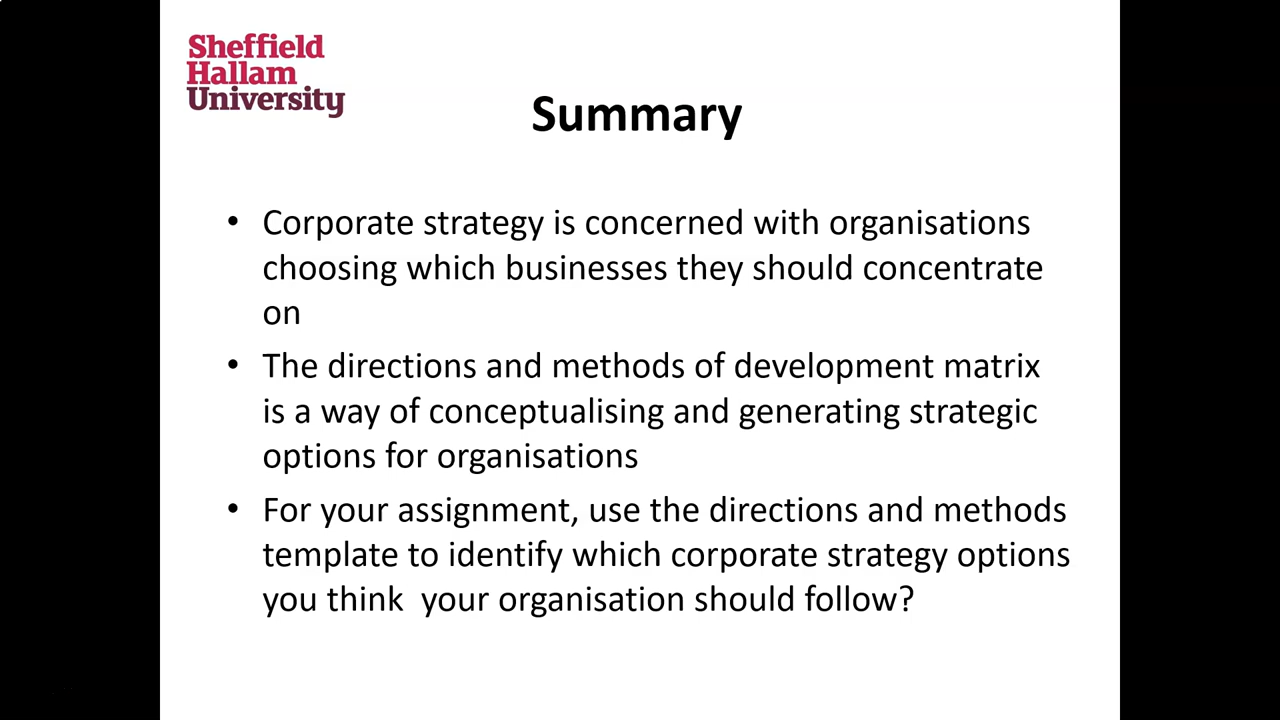 Sheffield
Hallam
University
Summary
• Corporate strategy is concerned with organisations
choosing which businesses they should concentrate
on
• The directions and methods of development matrix
is a way of conceptualising and generating strategic
options for organisations
• For your assignment, use the directions and methods
template to identify which corporate strategy options
you think  your organisation should follow?